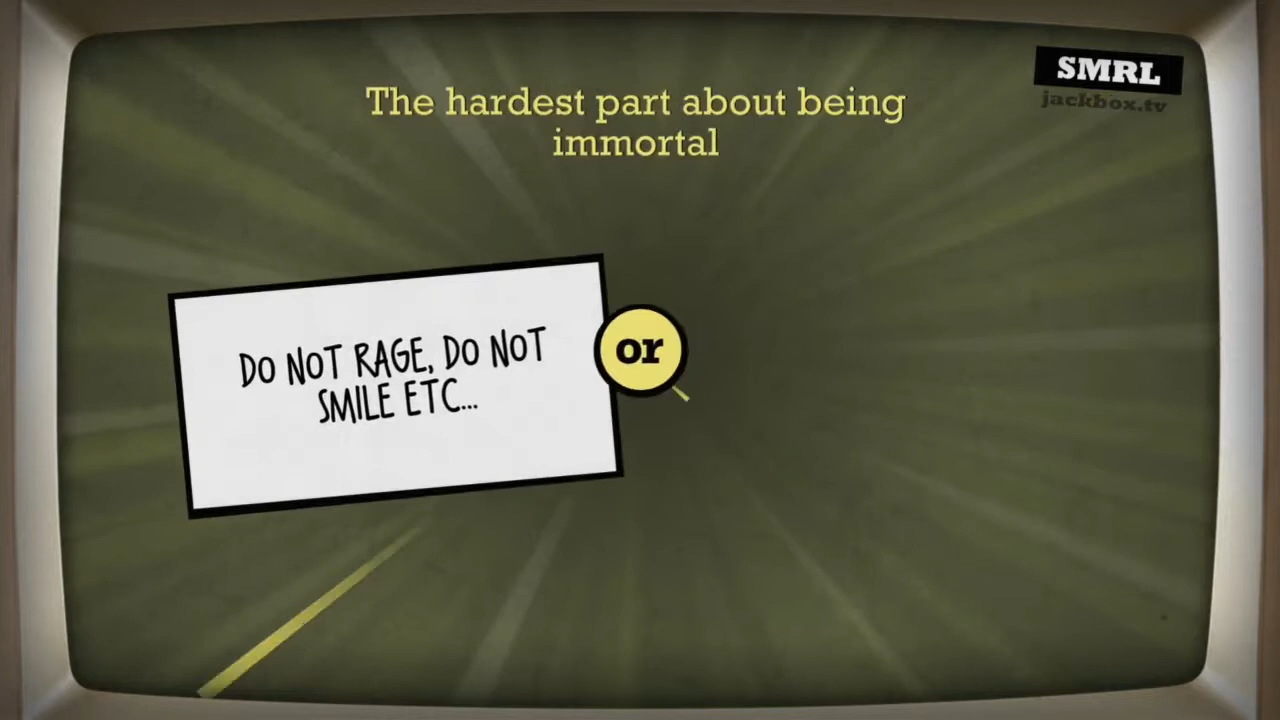 SMRL
jackbox.tv
The hardest part about being
immortal
DO NOT RAGE, DO NOT
SMILE ETC...
or